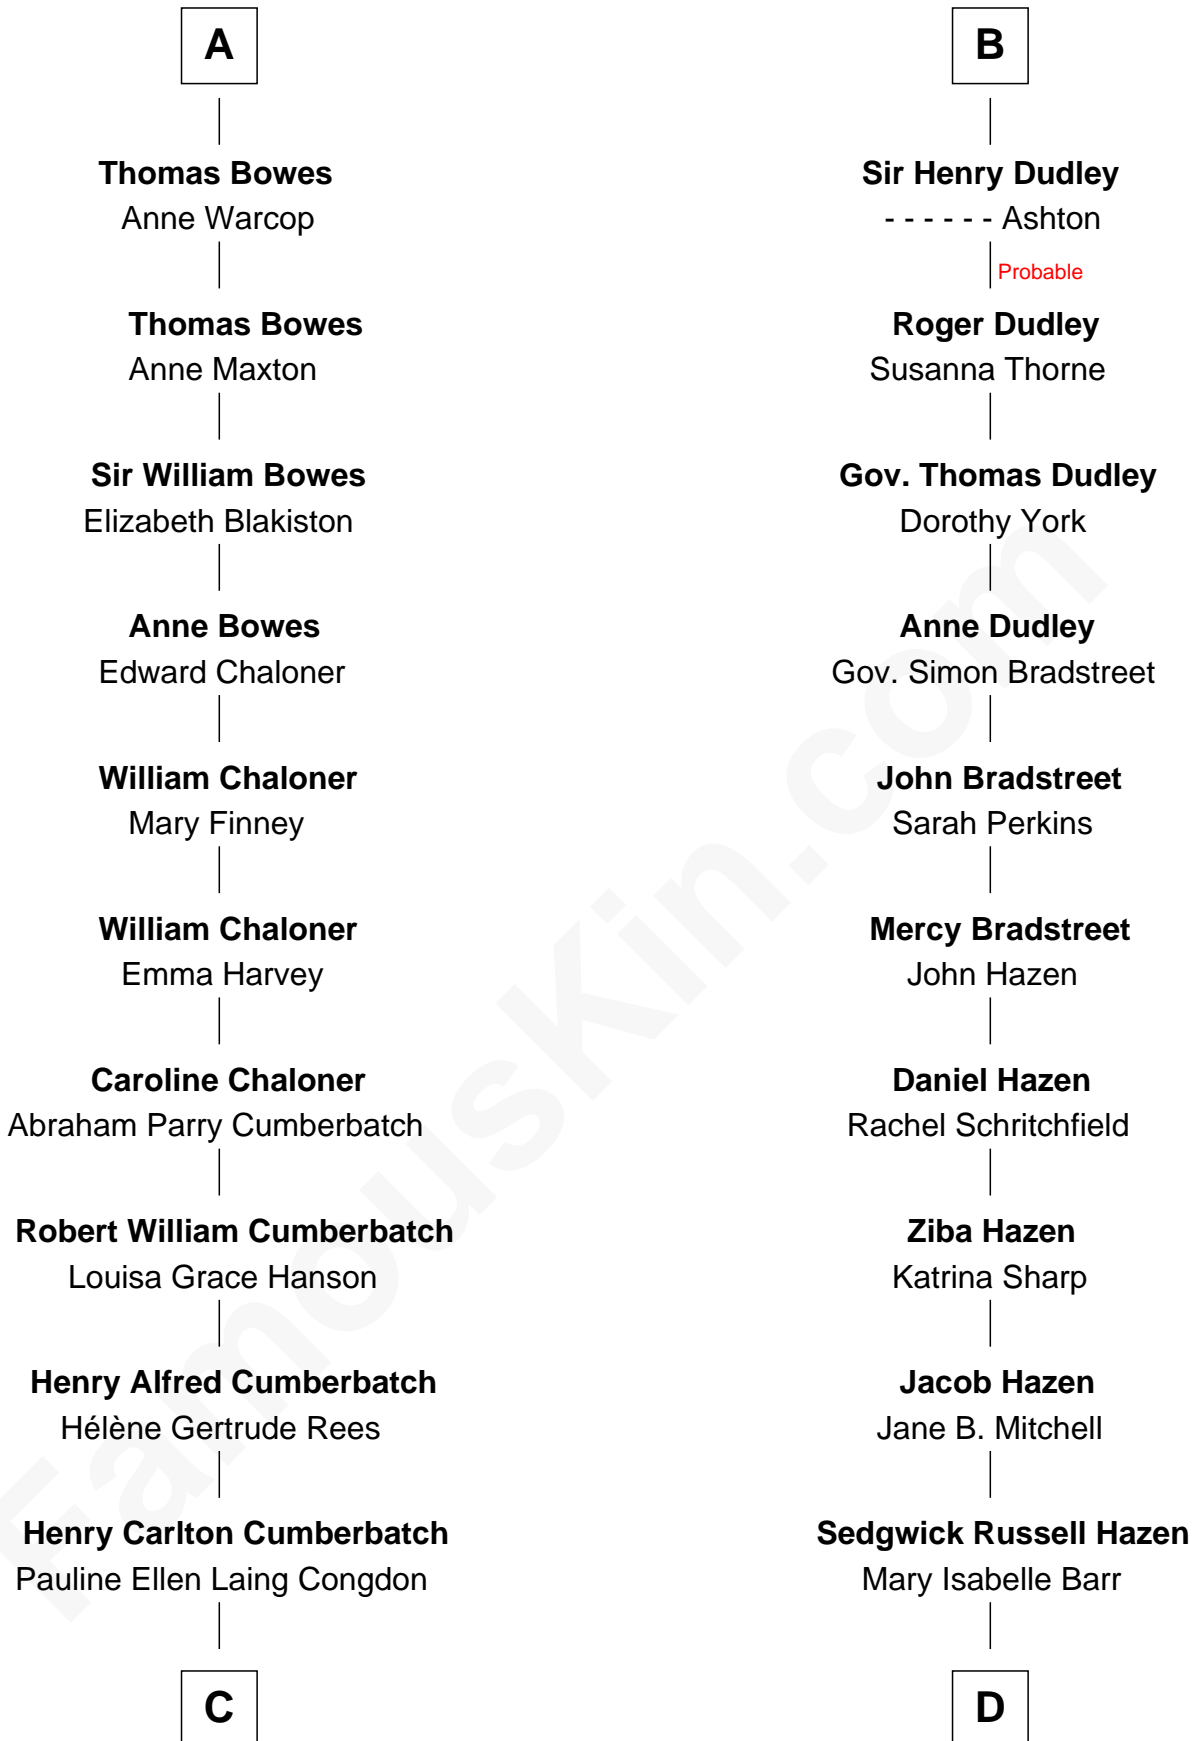 A
Thomas Bowes
Anne Warcop
Thomas Bowes
Anne Maxton
Sir William Bowes
Elizabeth Blakiston
Anne Bowes
Edward Chaloner
William Chaloner
Mary Finney
William Chaloner
Emma Harvey
Caroline Chaloner
Abraham Parry Cumberbatch
Robert William Cumberbatch
Louisa Grace Hanson
Henry Alfred Cumberbatch
Hélène Gertrude Rees
Henry Carlton Cumberbatch
Pauline Ellen Laing Congdon
C
B
Sir Henry Dudley
- - - - - - Ashton
Probable
Roger Dudley
Susanna Thorne
Gov. Thomas Dudley
Dorothy York
Anne Dudley
Gov. Simon Bradstreet
John Bradstreet
Sarah Perkins
Mercy Bradstreet
John Hazen
Daniel Hazen
Rachel Schritchfield
Ziba Hazen
Katrina Sharp
Jacob Hazen
Jane B. Mitchell
Sedgwick Russell Hazen
Mary Isabelle Barr
D
FamousKin.com